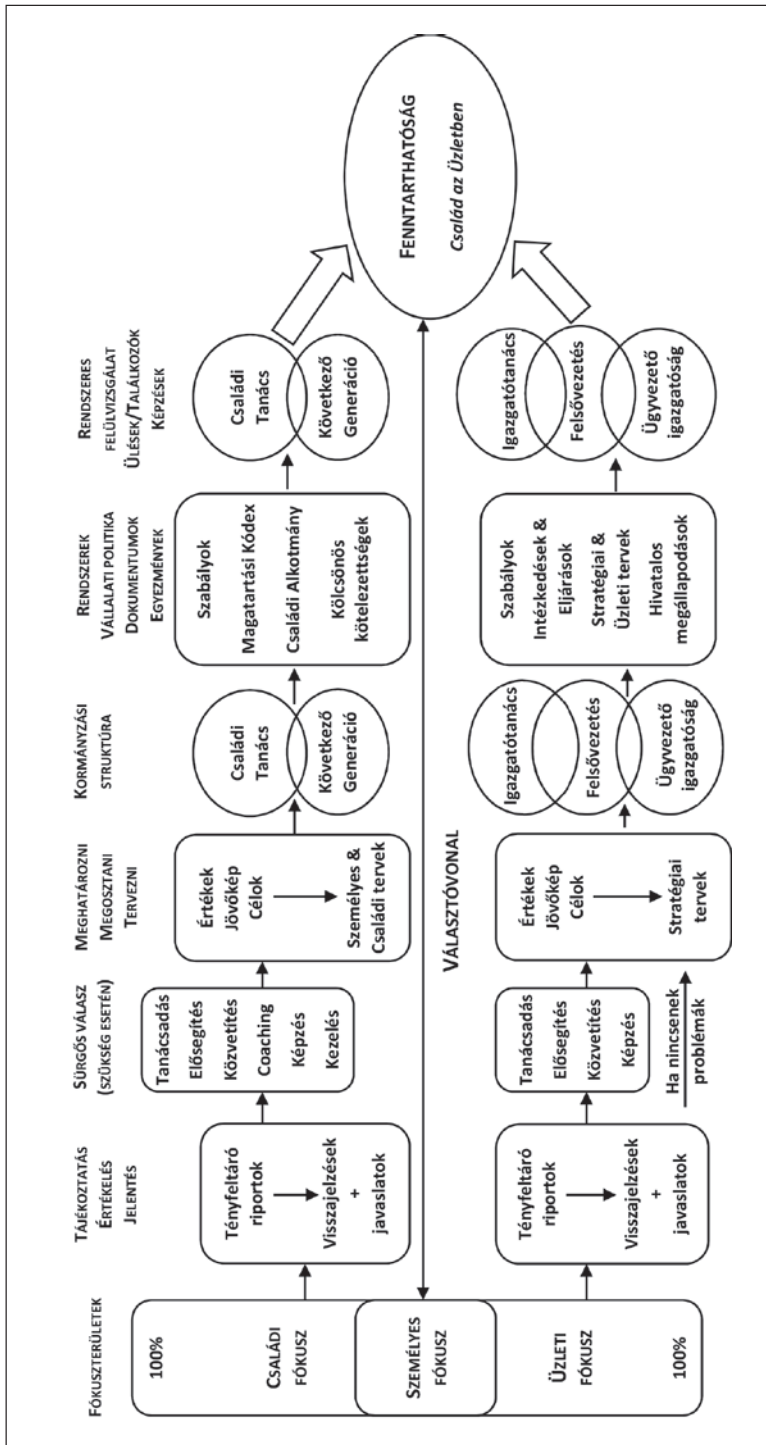 FÓKUSZTERÜLETEK
TÁJÉKOZTATÁS
ÉRTÉKELÉS
JELENTÉS
SÜRGŐS VÁLASZ
(SZÜKSÉG ESETÉN)
MEGHATÁROZNI
MEGOSZTANI
TERVEZNI
KORMÁNYZÁSI
STRUKTÚRA
RENDSZEREK
VÁLLALATI POLITIKA
DOKUMENTUMOK
EGYEZMÉNYEK
RENDSZERES
FELÜLVIZSGÁLAT
ÜLÉSEK/TALÁLKOZÓK
KÉPZÉSEK
100%
CSALÁDI
FÓKUSZ
SZEMÉLYES
FÓKUSZ
ÜZLETI
FÓKUSZ
100%
Tényfeltáró
riportok
Visszajelzések
+
javaslatok
Tanácsadás
Elősegítés
Közvetítés
Coaching
Képzés
Kezelés
Értékek
Jövőkép
Célok
Személyes &
Családi tervek
Családi
Tanács
Következő
Generáció
Szabályok
Magatartási Kódex
Családi Alkotmány
Kölcsönös
kötelezettségek
Családi
Tanács
Következő
Generáció
VÁLASZTÓVONAL
FENNTARTHATÓSÁG
Család az Üzletben
Tényfeltáró
riportok
Visszajelzések
+
javaslatok
Tanácsadás
Elősegítés
Közvetítés
Képzés
Ha nincsenek
problémák
Értékek
Jövőkép
Célok
Stratégiai
tervek
Igazgatótanács
Felsővezetés
Ügyvezető
igazgatóság
Szabályok
Intézkedések &
Eljárások
Stratégiai &
Üzleti tervek
Hivatalos
megállapodások
Igazgatótanács
Felsővezetés
Ügyvezető
igazgatóság